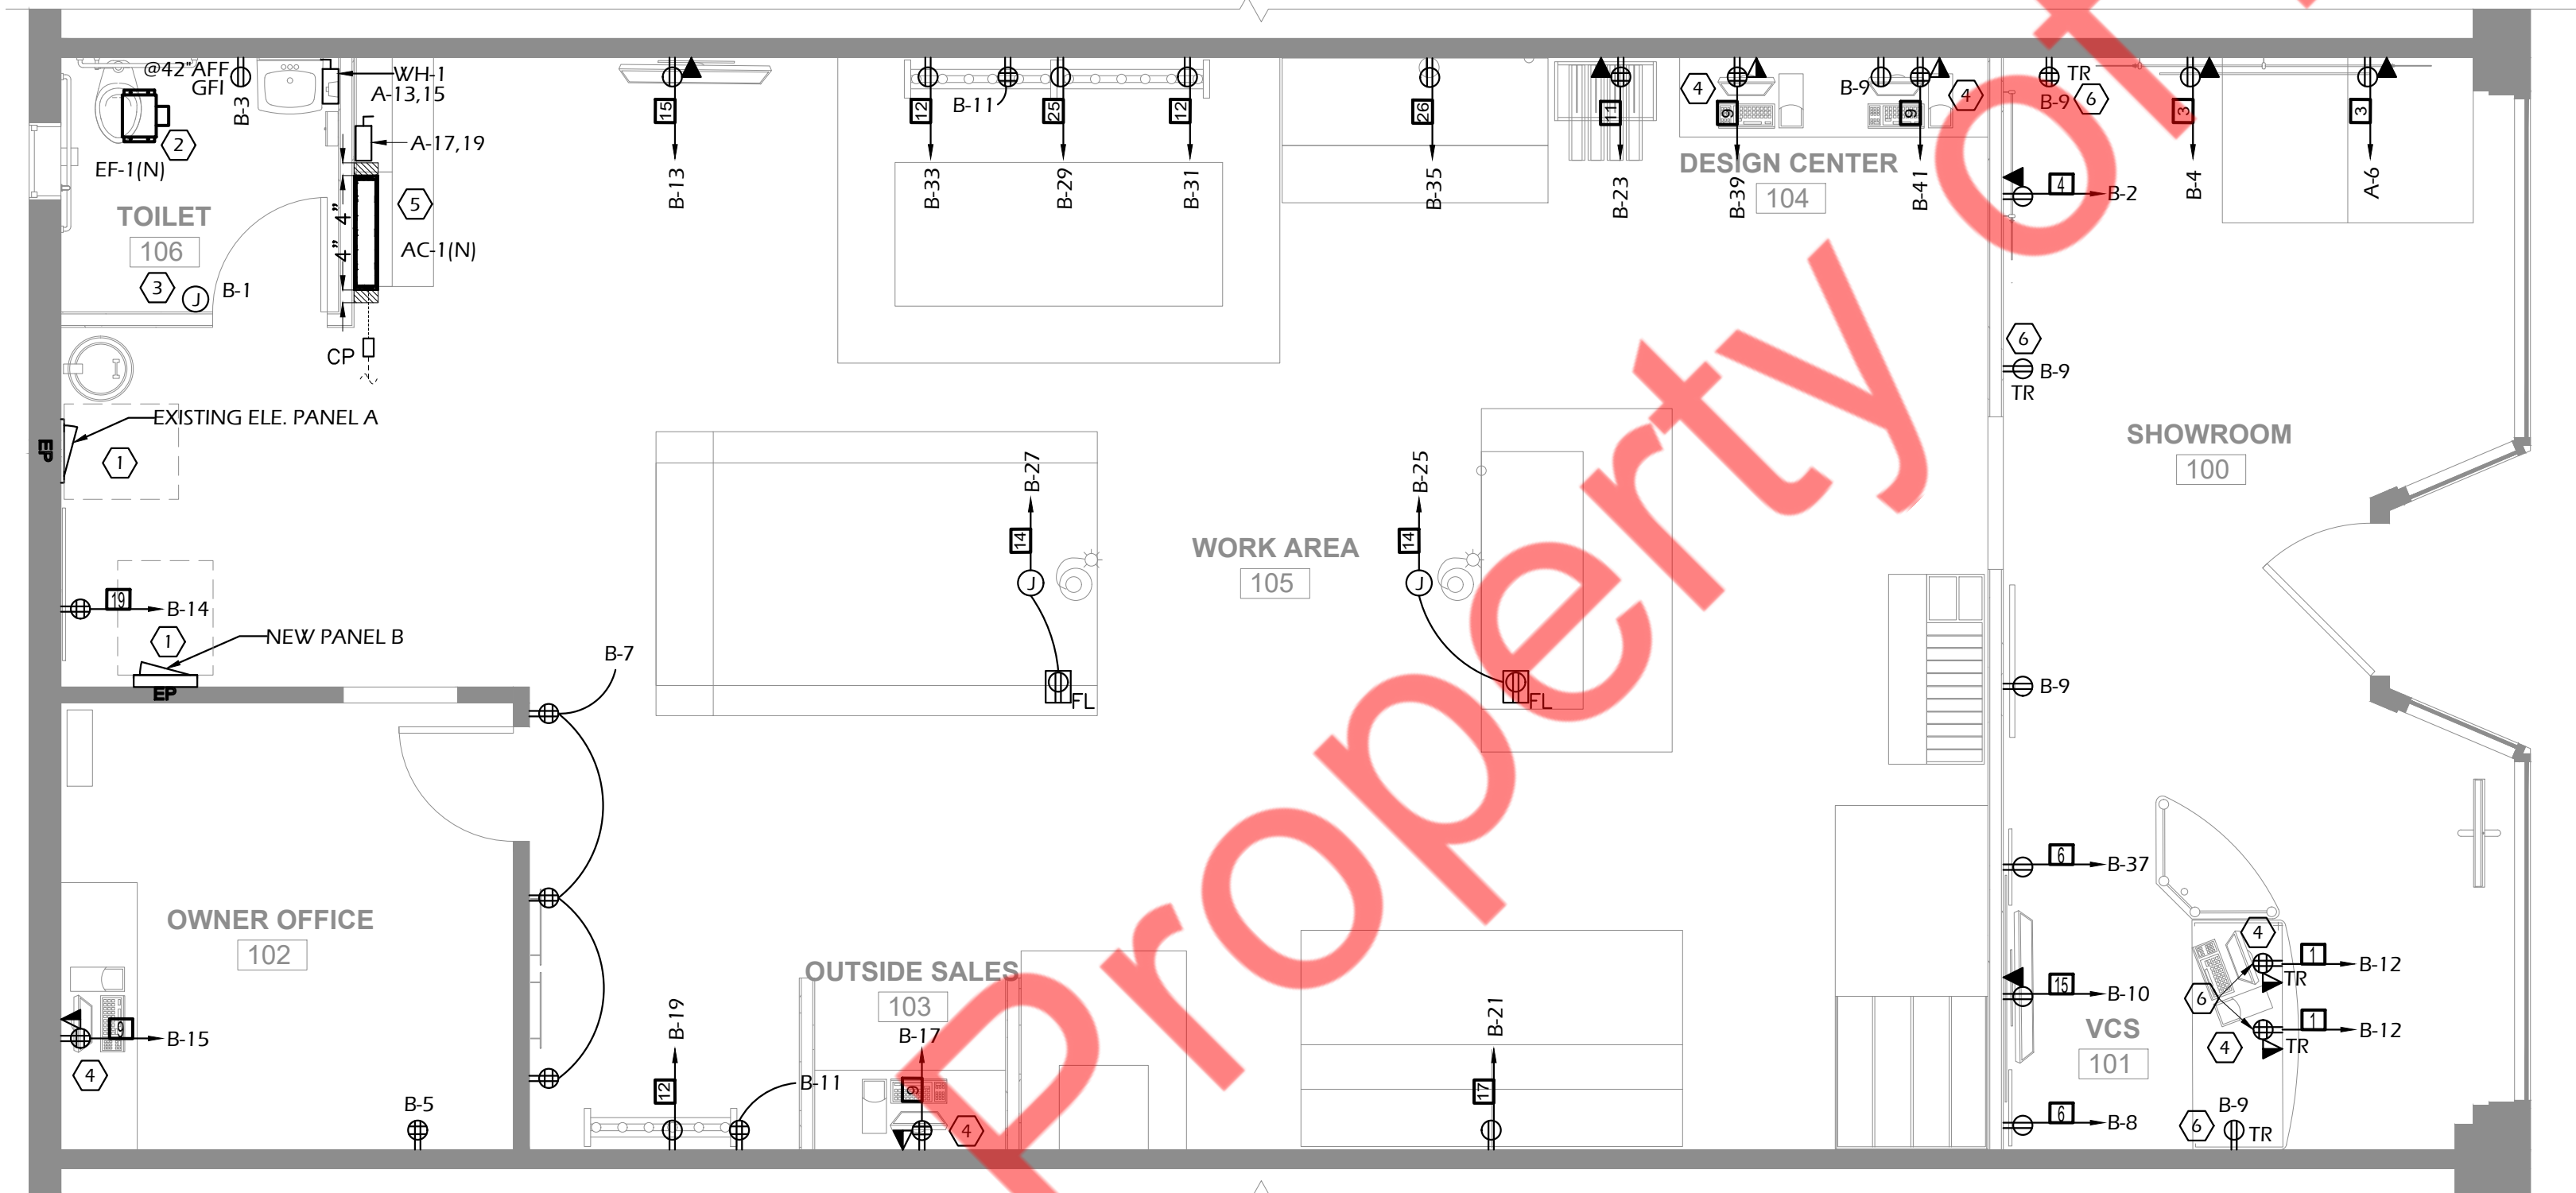 @42"AFF
GFI
B-3
WH-1
A-13,15
A-17,19
2
EF-1(N)
TOILET
106
3
J
B-1
4"
4"
5
AC-1(N)
CP
EXISTING ELE. PANEL A
EP
1
19
B-14
1
NEW PANEL B
EP
B-7
OWNER OFFICE
102
9
B-15
4
B-5
15
B-13
12
B-33
B-11
25
B-29
12
B-31
26
B-35
11
B-23
4
9
B-39
B-9
9
B-41
4
DESIGN CENTER
104
TR
B-9
6
3
B-4
3
A-6
4
B-2
6
B-9
TR
SHOWROOM
100
B-27
14
J
FL
WORK AREA
105
B-25
14
J
FL
B-9
6
B-37
15
B-10
6
B-8
VCS
101
4
1
B-12
TR
6
1
B-12
TR
4
B-9
6
TR
OUTSIDE SALES
103
B-19
12
B-11
B-17
9
4
B-21
17
Property of